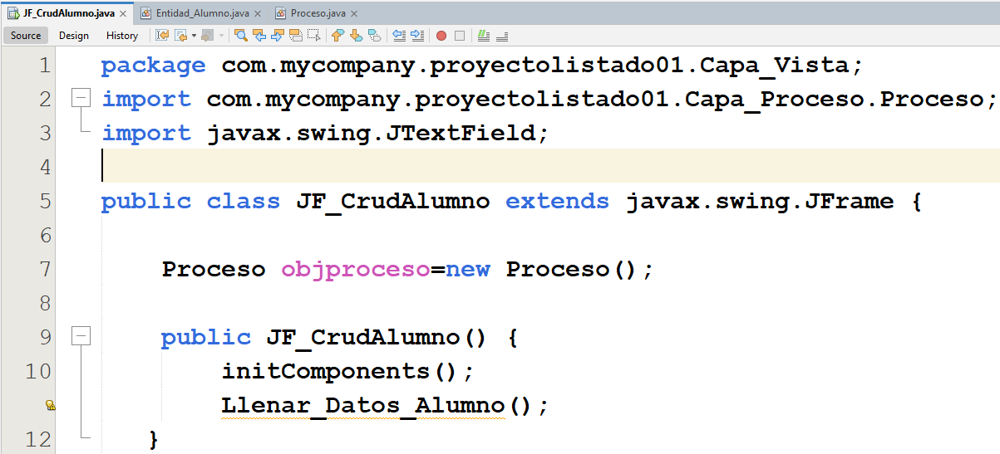 JF_CrudAlumno.java × Entidad_Alumno.java × Proceso.java ×
Source Design History
1 package com.mycompany.proyectolistado01.Capa_Vista;
2 import com.mycompany.proyectolistado01.Capa_Proceso.Proceso;
3 import javax.swing.JTextField;
4
5 public class JF_CrudAlumno extends javax.swing.JFrame {
6
7 Proceso objproceso=new Proceso();
8
9 public JF_CrudAlumno() {
10 initComponents();
Llenar_Datos_Alumno();
12 }